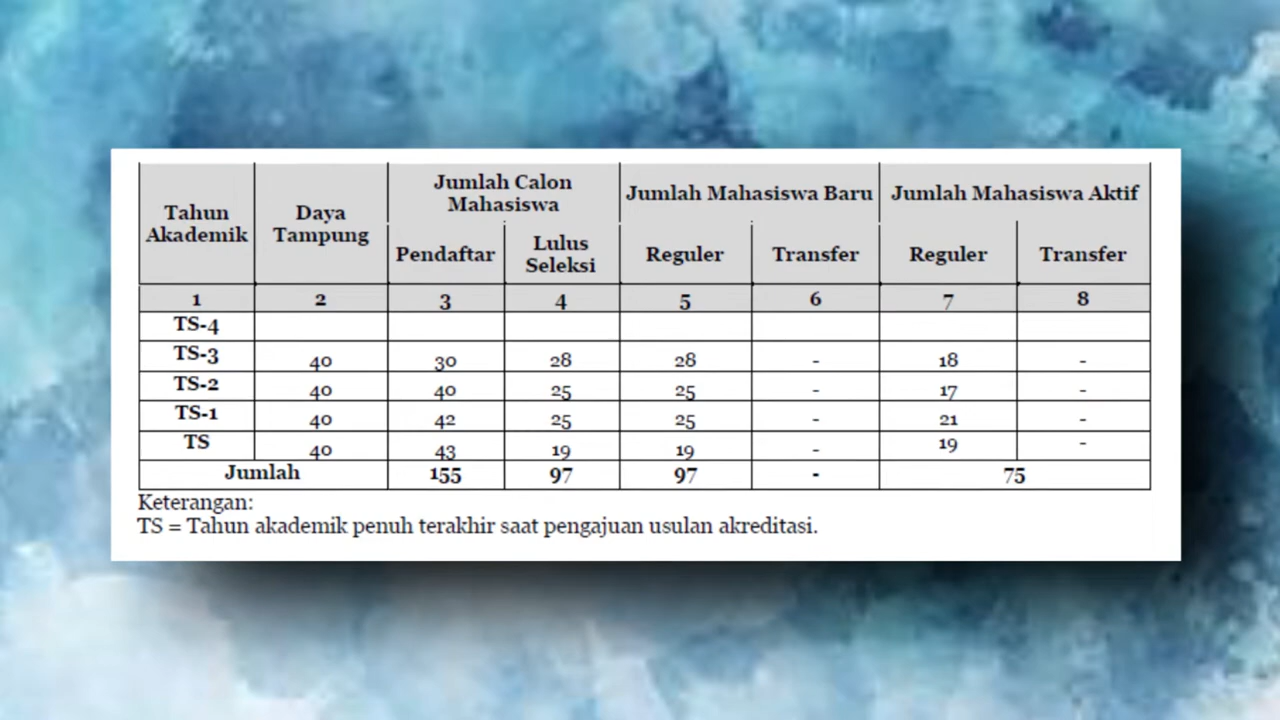 Tahun Akademik Daya Tampung Jumlah Calon Mahasiswa Jumlah Mahasiswa Baru Jumlah Mahasiswa Aktif
Pendaftar Lulus Seleksi Reguler Transfer Reguler Transfer
1 2 3 4 5 6 7 8
TS-4
TS-3 40 30 28 28 - 18 -
TS-2 40 40 25 25 - 17 -
TS-1 40 42 25 25 - 21 -
TS 40 43 19 19 - 19 -
Jumlah 155 97 97 - 75
Keterangan:
TS = Tahun akademik penuh terakhir saat pengajuan usulan akreditasi.